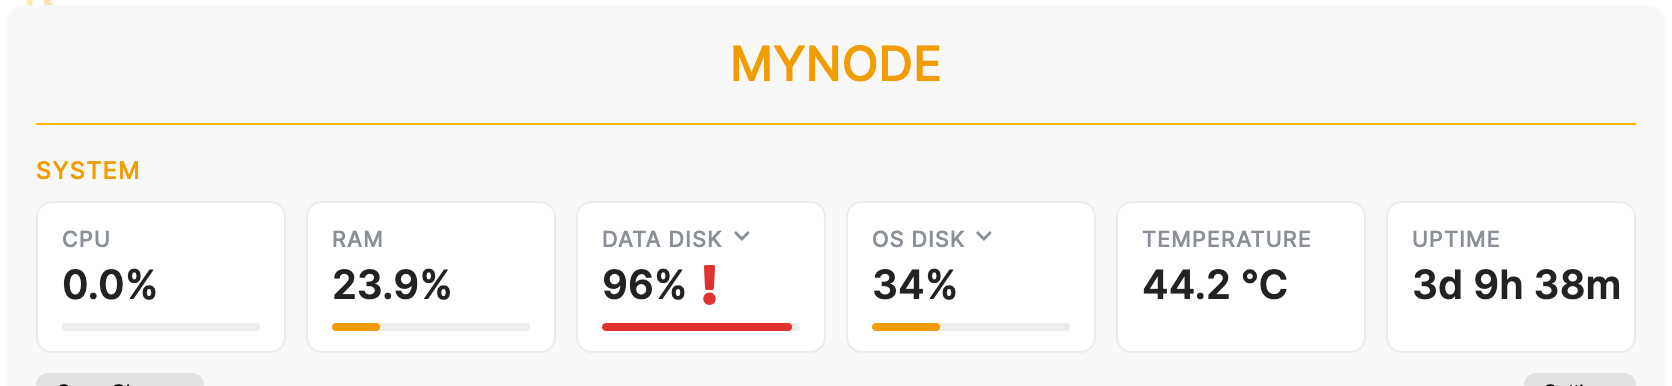 MYNODE
SYSTEM
CPU
0.0%
RAM
23.9%
DATA DISK
96%❗
OS DISK
34%
TEMPERATURE
44.2 °C
UPTIME
3d 9h 38m